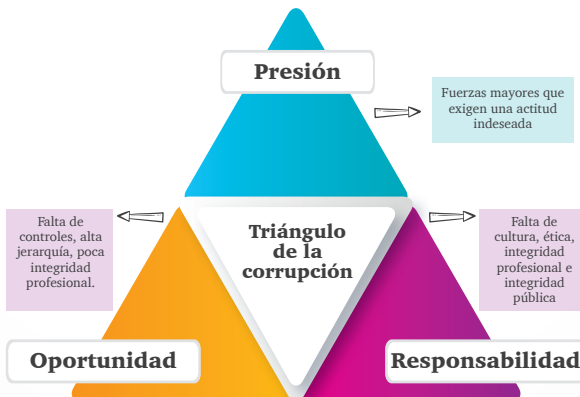 Presión
Fuerzas mayores que
exigen una actitud
indeseada
Falta de
controles, alta
jerarquía, poca
integridad
profesional.
Triángulo
de la
corrupción
Falta de
cultura, ética,
integridad
profesional e
integridad
pública
Oportunidad
Responsabilidad